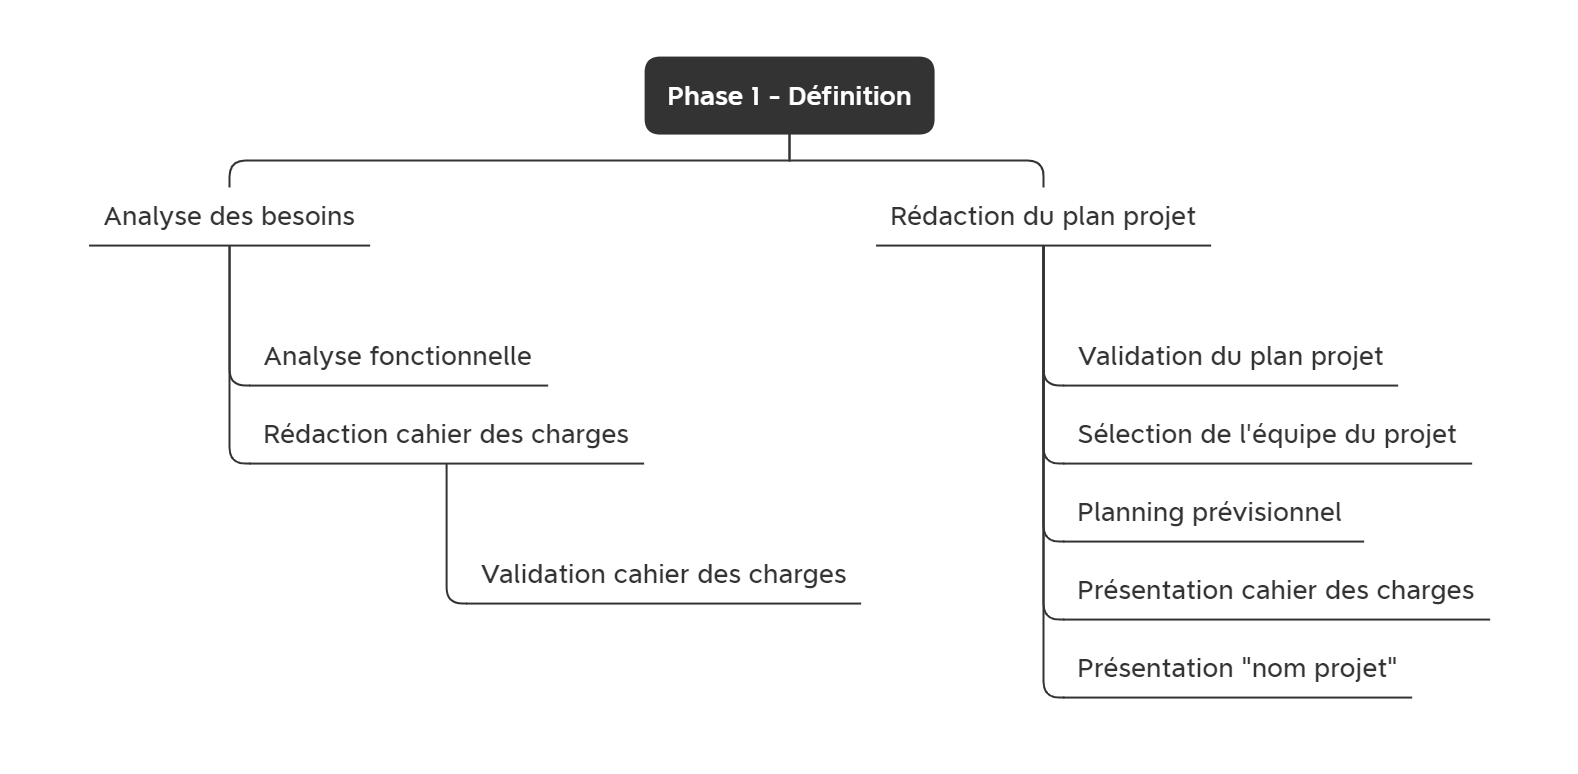 Phase 1 - Définition
Analyse des besoins
Analyse fonctionnelle
Rédaction cahier des charges
Validation cahier des charges
Rédaction du plan projet
Validation du plan projet
Sélection de l'équipe du projet
Planning prévisionnel
Présentation cahier des charges
Présentation "nom projet"